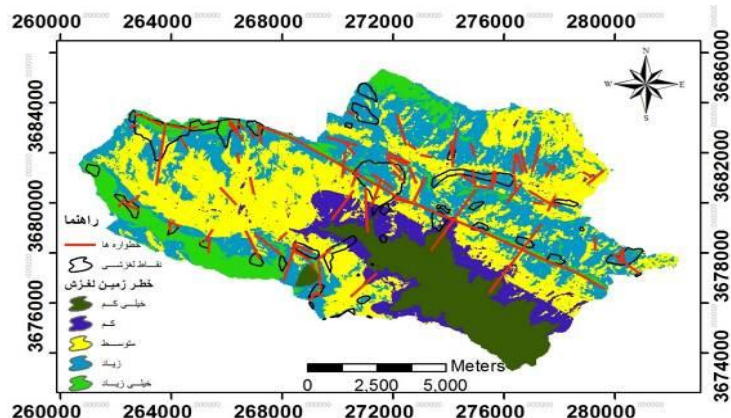 260000 264000 268000 272000 276000 280000
3684000
3680000
3676000
3686000
3682000
3678000
3674000
N
W E
S
راهنما
خطواره ها
نقاط لغزشی
خطر زمین لغزش
خیلی کم
کم
متوسط
زیاد
خیلی زیاد
Meters
0 2,500 5,000
260000 264000 268000 272000 276000 280000